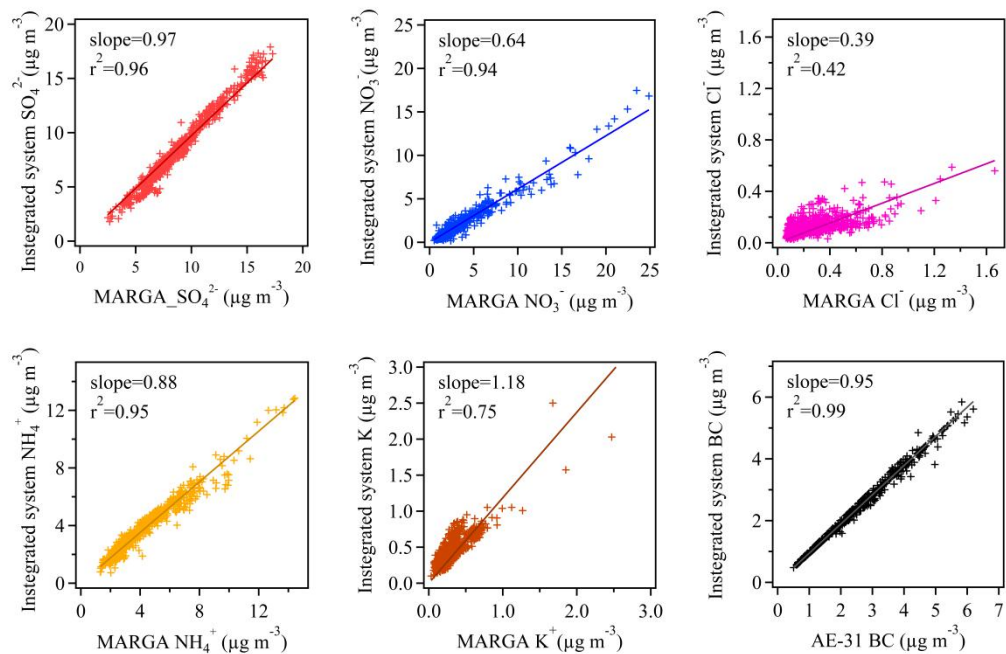 Instegrated system SO₄²⁻ (µg m⁻³)
20
15
10
5
0
slope=0.97
r²=0.96
0 5 10 15 20
MARGA_SO₄²⁻ (µg m⁻³)
Instegrated system NO₃⁻ (µg m⁻³)
25
20
15
10
5
0
slope=0.64
r²=0.94
0 5 10 15 20 25
MARGA NO₃⁻ (µg m⁻³)
Instegrated system Cl⁻ (µg m⁻³)
1.6
1.2
0.8
0.4
0.0
slope=0.39
r²=0.42
0.0 0.4 0.8 1.2 1.6
MARGA Cl⁻ (µg m⁻³)
Instegrated system NH₄⁺ (µg m⁻³)
12
8
4
0
slope=0.88
r²=0.95
0 4 8 12
MARGA NH₄⁺ (µg m⁻³)
Instegrated system K (µg m⁻³)
3.0
2.5
2.0
1.5
1.0
0.5
0.0
slope=1.18
r²=0.75
0.0 1.0 2.0 3.0
MARGA K⁺ (µg m⁻³)
Instegrated system BC (µg m⁻³)
6
4
2
0
slope=0.95
r²=0.99
0 1 2 3 4 5 6 7
AE-31 BC (µg m⁻³)